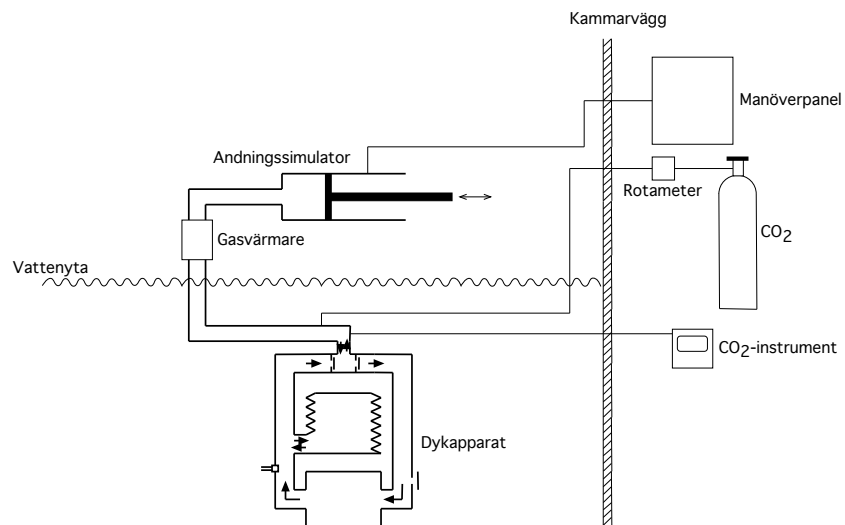 Kammarvägg
Manöverpanel
Andningssimulator
Rotameter
CO2
Gasvärmare
Vattenyta
CO2-instrument
Dykapparat